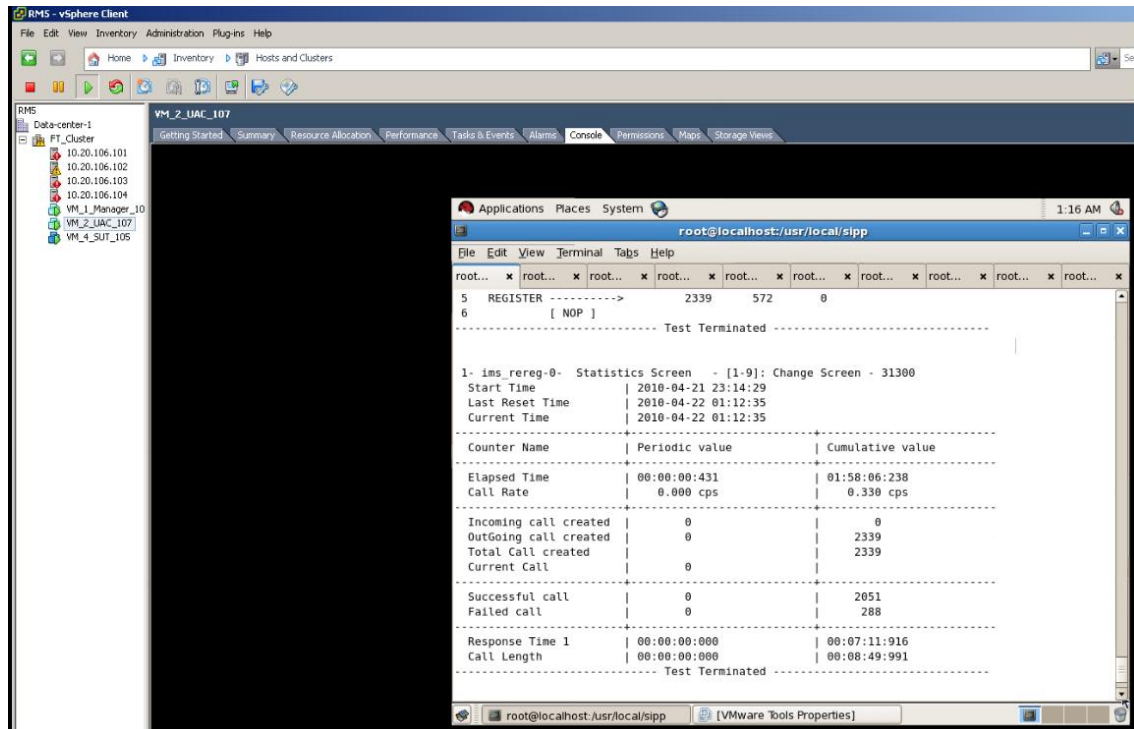 RM5 - vSphere Client
File Edit View Inventory Administration Plug-ins Help
Home Inventory Hosts and Clusters
Se
RM5
Data-center-1
FT_Cluster
10.20.106.101
10.20.106.102
10.20.106.103
10.20.106.104
VM_1_Manager_10
VM_2_UAC_107
VM_4_SUT_105
VM_2_UAC_107
Getting Started Summary Resource Allocation Performance Tasks & Events Alarms Console Permissions Maps Storage Views
Applications Places System 1:16 AM
root@localhost:/usr/local/sipp
File Edit View Terminal Tabs Help
root... x root... x root... x root... x root... x root... x root... x root... x root... x root... x
5 REGISTER ----------> 2339 572 0
6 [ NOP ]
------------------------------ Test Terminated --------------------------------
1- ims_rereg-0- Statistics Screen - [1-9]: Change Screen - 31300
Start Time | 2010-04-21 23:14:29
Last Reset Time | 2010-04-22 01:12:35
Current Time | 2010-04-22 01:12:35
-------------------------+---------------------------+--------------------------
Counter Name | Periodic value | Cumulative value
-------------------------+---------------------------+--------------------------
Elapsed Time | 00:00:00:431 | 01:58:06:238
Call Rate | 0.000 cps | 0.330 cps
-------------------------+---------------------------+--------------------------
Incoming call created | 0 | 0
OutGoing call created | 0 | 2339
Total Call created | | 2339
Current Call | 0 |
-------------------------+---------------------------+--------------------------
Successful call | 0 | 2051
Failed call | 0 | 288
-------------------------+---------------------------+--------------------------
Response Time 1 | 00:00:00:000 | 00:07:11:916
Call Length | 00:00:00:000 | 00:08:49:991
------------------------------ Test Terminated --------------------------------
root@localhost:/usr/local/sipp [VMware Tools Properties]